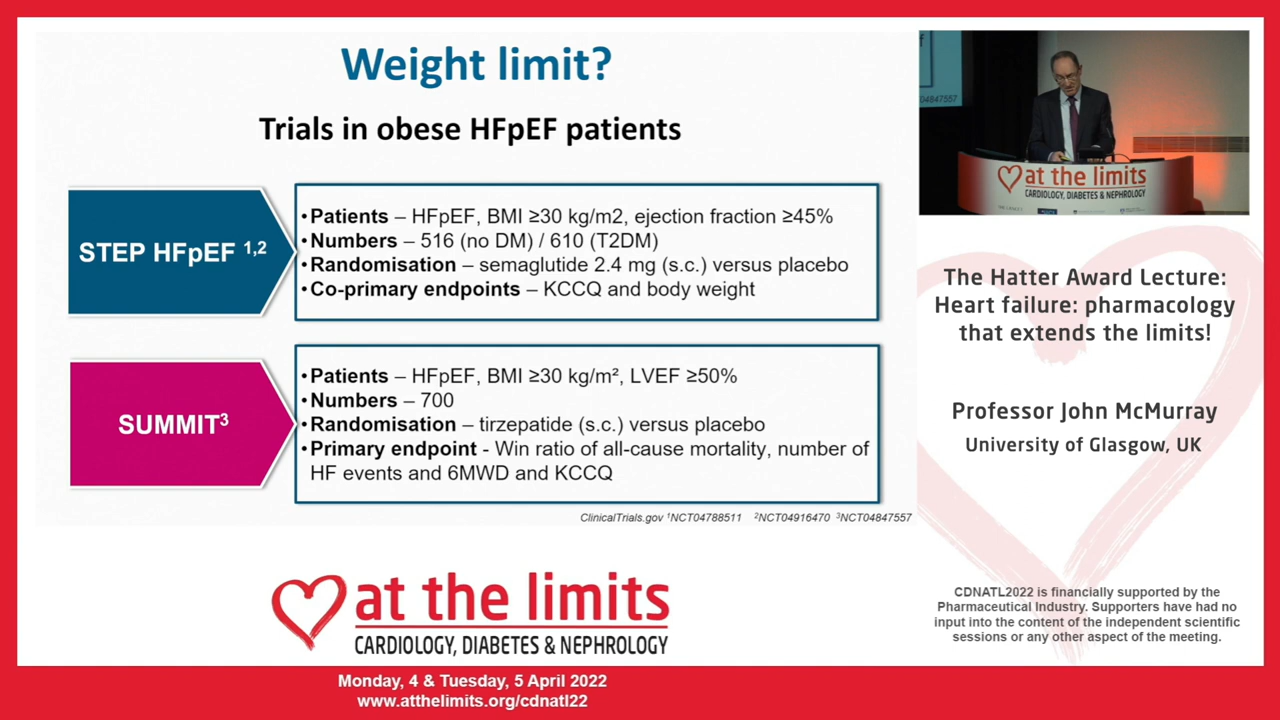 Weight limit?
Trials in obese HFpEF patients
STEP HFpEF 1,2
•Patients – HFpEF, BMI ≥30 kg/m2, ejection fraction ≥45%
•Numbers – 516 (no DM) / 610 (T2DM)
•Randomisation – semaglutide 2.4 mg (s.c.) versus placebo
•Co-primary endpoints – KCCQ and body weight
SUMMIT³
•Patients – HFpEF, BMI ≥30 kg/m², LVEF ≥50%
•Numbers – 700
•Randomisation – tirzepatide (s.c.) versus placebo
•Primary endpoint - Win ratio of all-cause mortality, number of
HF events and 6MWD and KCCQ
ClinicalTrials.gov ¹NCT04788511 ²NCT04916470 ³NCT04847557
at the limits
CARDIOLOGY, DIABETES & NEPHROLOGY
Monday, 4 & Tuesday, 5 April 2022
www.atthelimits.org/cdnatl22
04847557
at the limits
CARDIOLOGY, DIABETES & NEPHROLOGY
The Hatter Award Lecture:
Heart failure: pharmacology
that extends the limits!
Professor John McMurray
University of Glasgow, UK
CDNATL2022 is financially supported by the
Pharmaceutical Industry. Supporters have had no
input into the content of the independent scientific
sessions or any other aspect of the meeting.